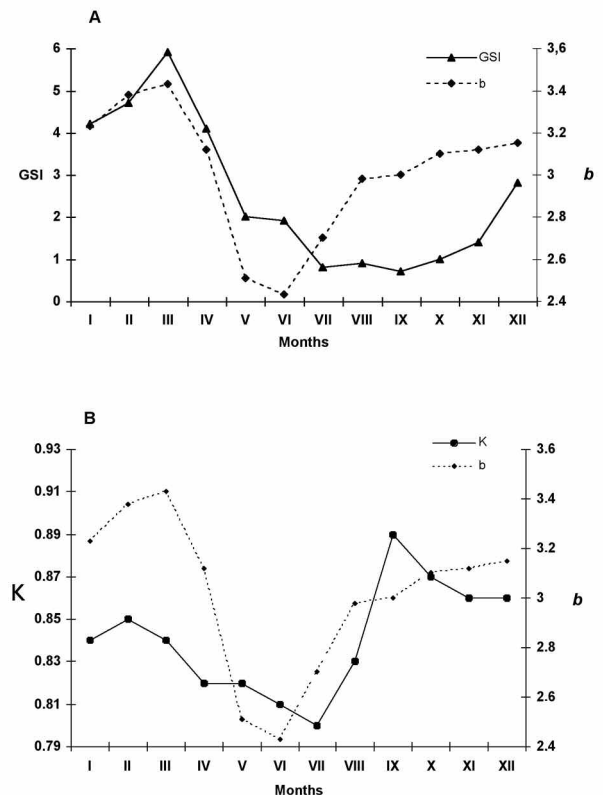 A
6 3,6
GSI
b
5 3.4
4 3.2
3 3
GSI b
2 2.8
1 2.6
0 2.4
I II III IV V VI VII VIII IX X XI XII
Months
B
0.93 3.6
K
b
0.91 3.4
0.89 3.2
0.87
K 3 b
0.85
0.83 2.8
0.81 2.6
0.79 2.4
I II III IV V VI VII VIII IX X XI XII
Months